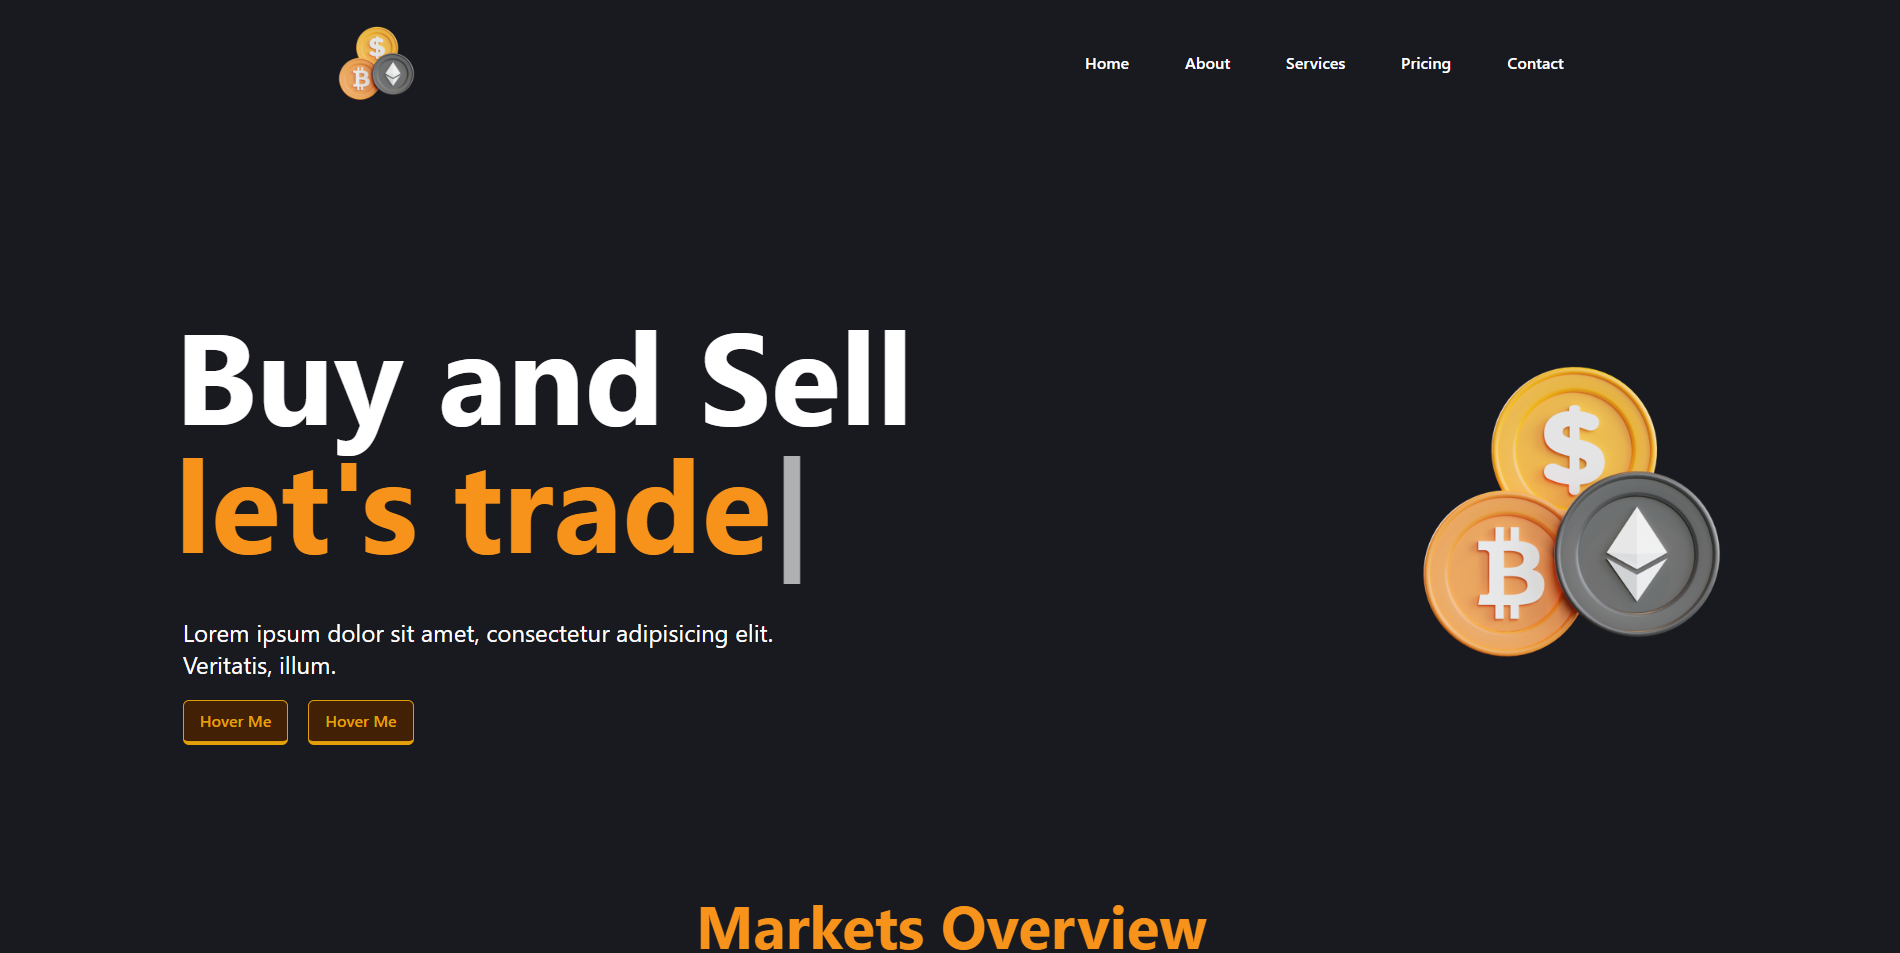 Home About Services Pricing Contact
Buy and Sell
let's trade
Lorem ipsum dolor sit amet, consectetur adipisicing elit.
Veritatis, illum.
Hover Me Hover Me
Markets Overview